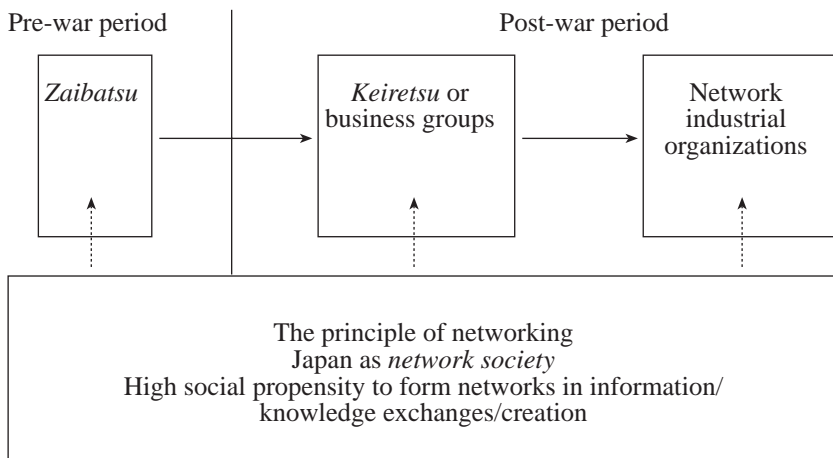 Pre-war period
Post-war period
Zaibatsu
Keiretsu or
business groups
Network
industrial
organizations
The principle of networking
Japan as network society
High social propensity to form networks in information/
knowledge exchanges/creation